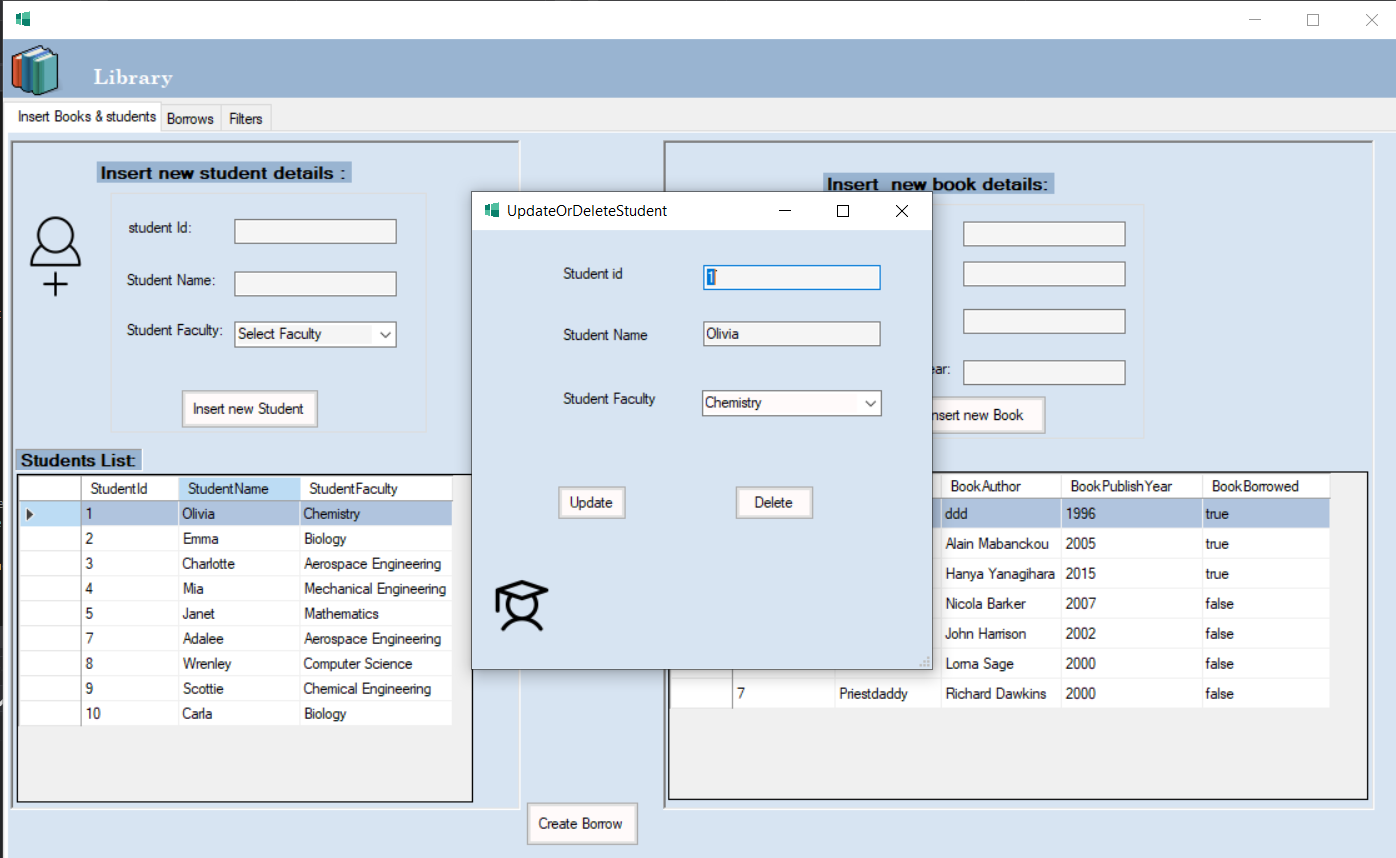 Library
Insert Books & students Borrows Filters
Insert new student details :
student Id:
Student Name:
Student Faculty: Select Faculty
Insert new Student
Students List:
StudentId StudentName StudentFaculty
1 Olivia Chemistry
2 Emma Biology
3 Charlotte Aerospace Engineering
4 Mia Mechanical Engineering
5 Janet Mathematics
7 Adalee Aerospace Engineering
8 Wrenley Computer Science
9 Scottie Chemical Engineering
10 Carla Biology
UpdateOrDeleteStudent
Student id 1
Student Name Olivia
Student Faculty Chemistry
Update Delete
Insert new book details:
ear:
nsert new Book
BookAuthor BookPublishYear BookBorrowed
ddd 1996 true
Alain Mabanckou 2005 true
Hanya Yanagihara 2015 true
Nicola Barker 2007 false
John Harrison 2002 false
Lorna Sage 2000 false
7 Priestdaddy Richard Dawkins 2000 false
Create Borrow